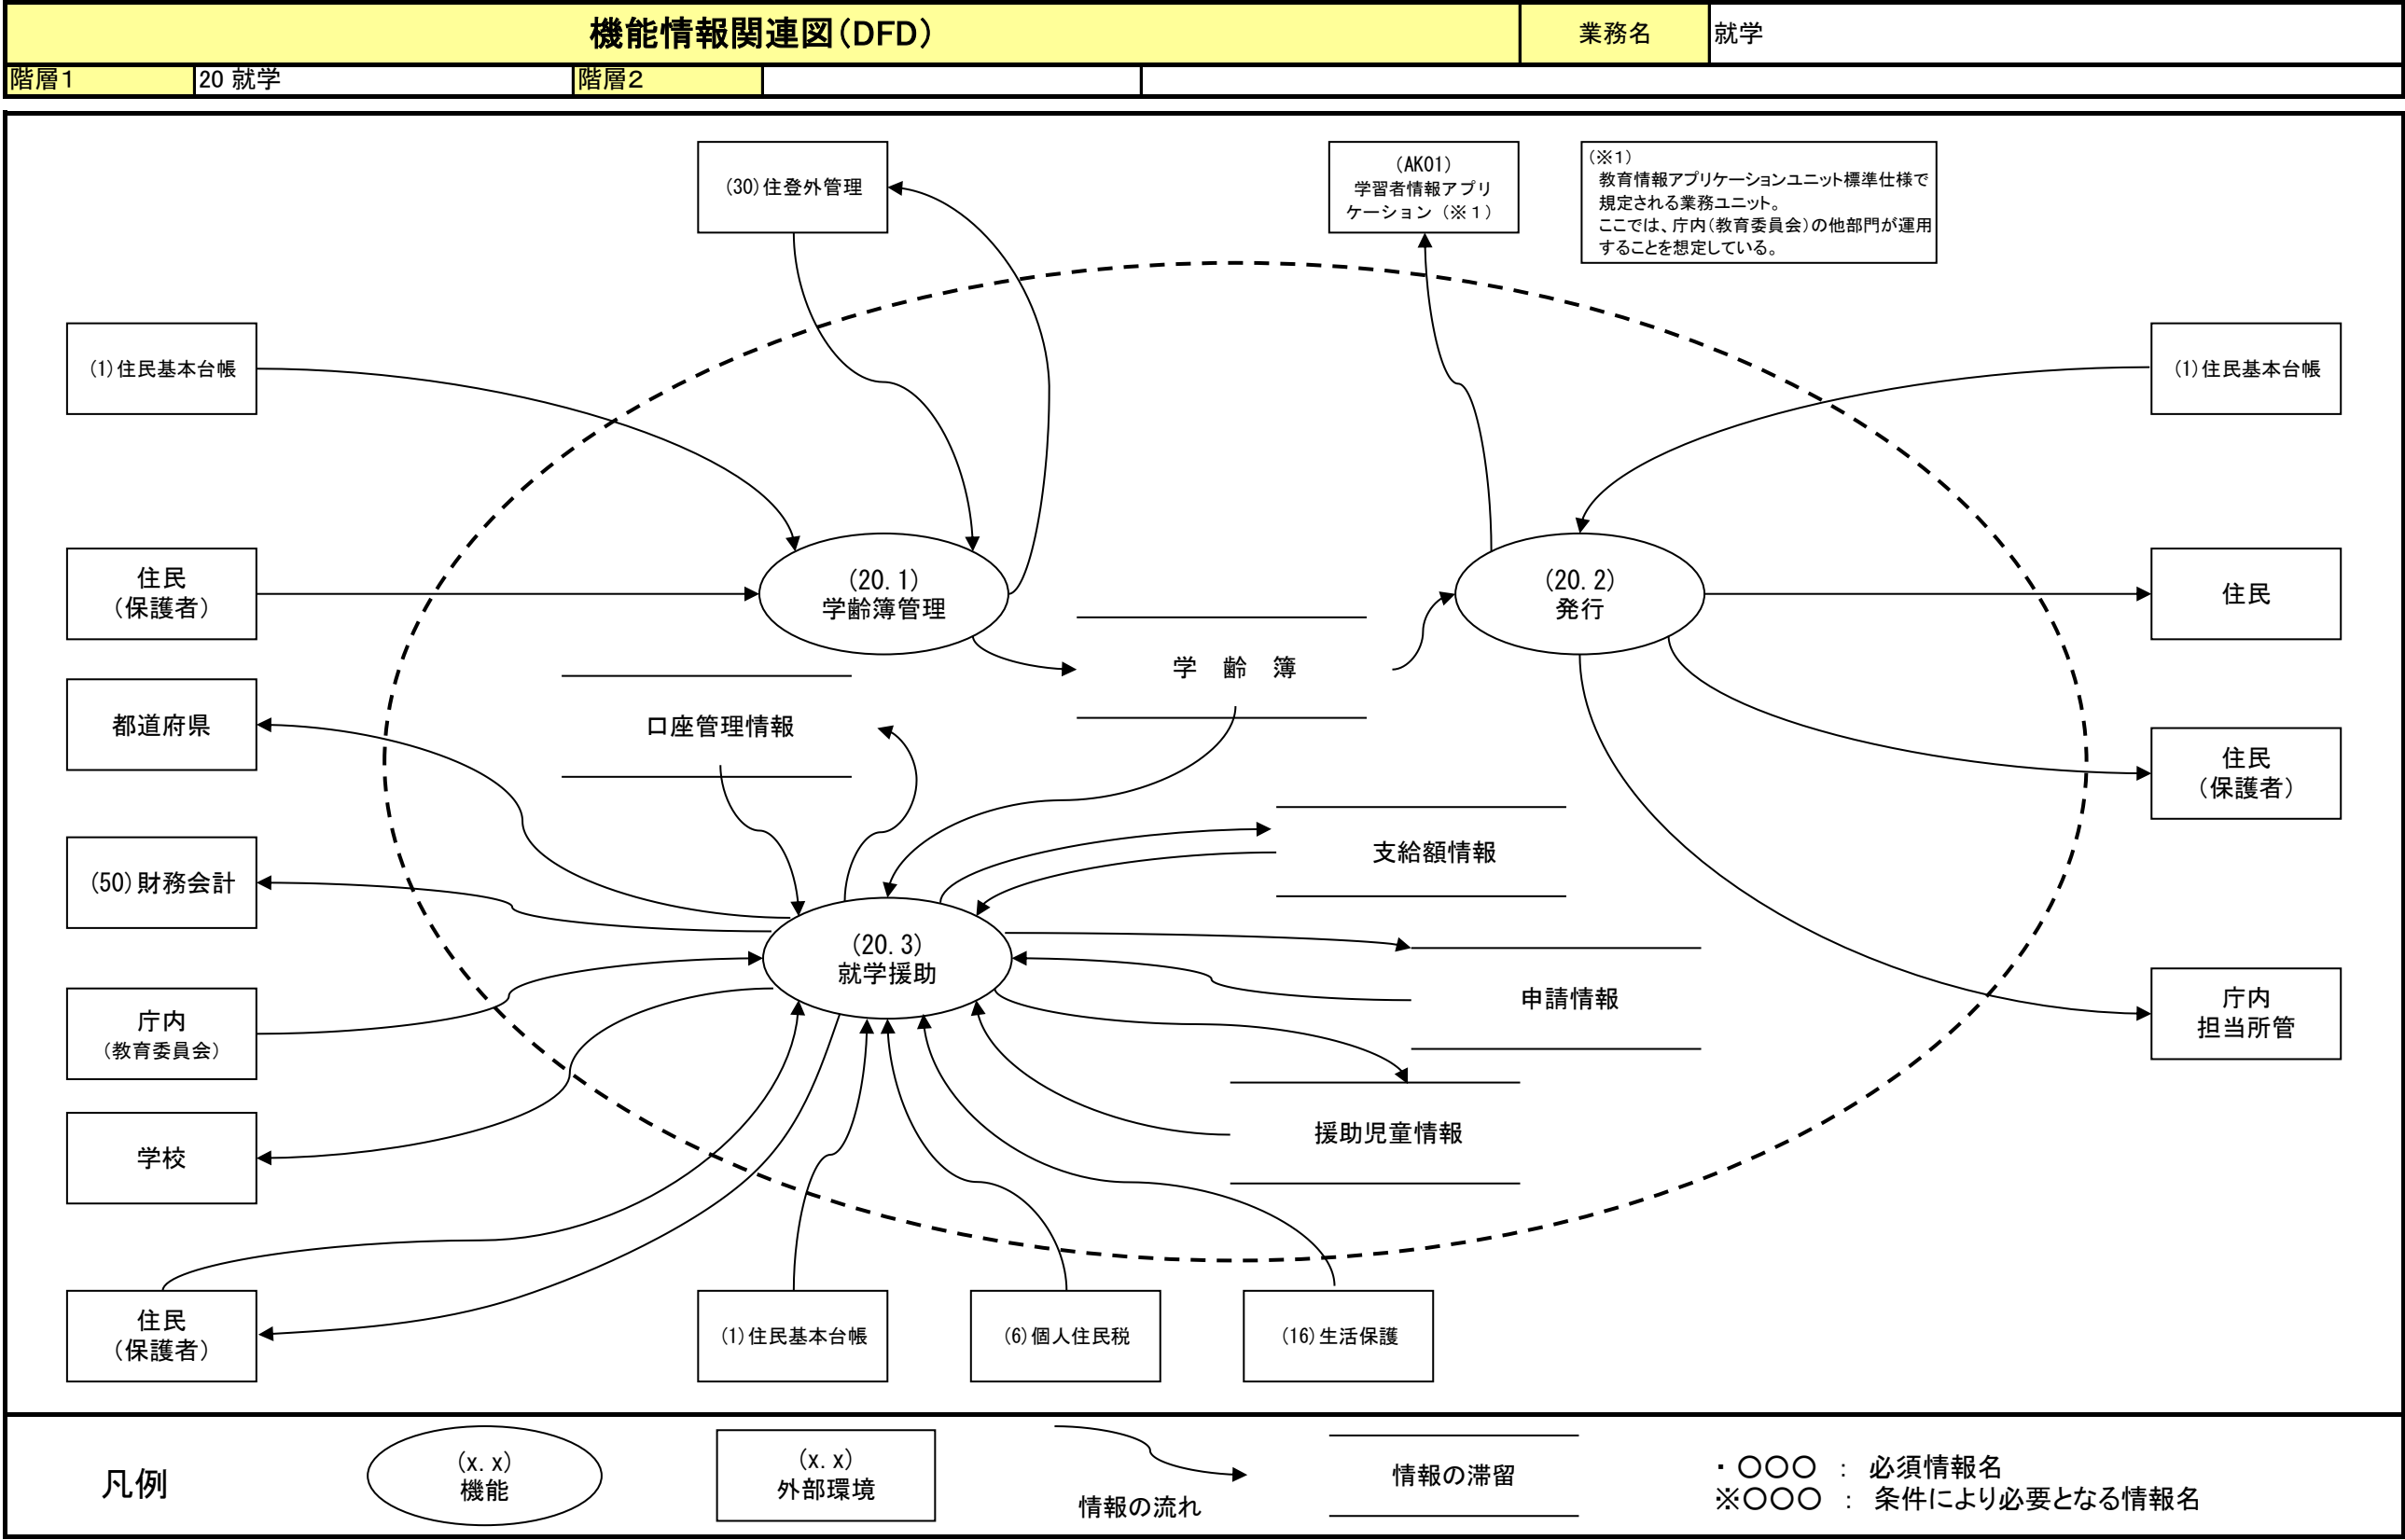 機能情報関連図(DFD)
業務名
就学
階層１
20 就学
階層２
(30)住登外管理
(AK01)
学習者情報アプリ
ケーション（※１）
（※１）
教育情報アプリケーションユニット標準仕様で
規定される業務ユニット。
ここでは、庁内（教育委員会）の他部門が運用
することを想定している。
(1)住民基本台帳
(1)住民基本台帳
住民
（保護者）
(20.1)
学齢簿管理
(20.2)
発行
住民
学　齢　簿
都道府県
口座管理情報
住民
（保護者）
支給額情報
(50)財務会計
(20.3)
就学援助
申請情報
庁内
（教育委員会）
庁内
担当所管
援助児童情報
学校
住民
（保護者）
(1)住民基本台帳
(6)個人住民税
(16)生活保護
凡例
(x.x)
機能
(x.x)
外部環境
情報の流れ
情報の滞留
・ 〇〇〇 ： 必須情報名
※〇〇〇 ： 条件により必要となる情報名